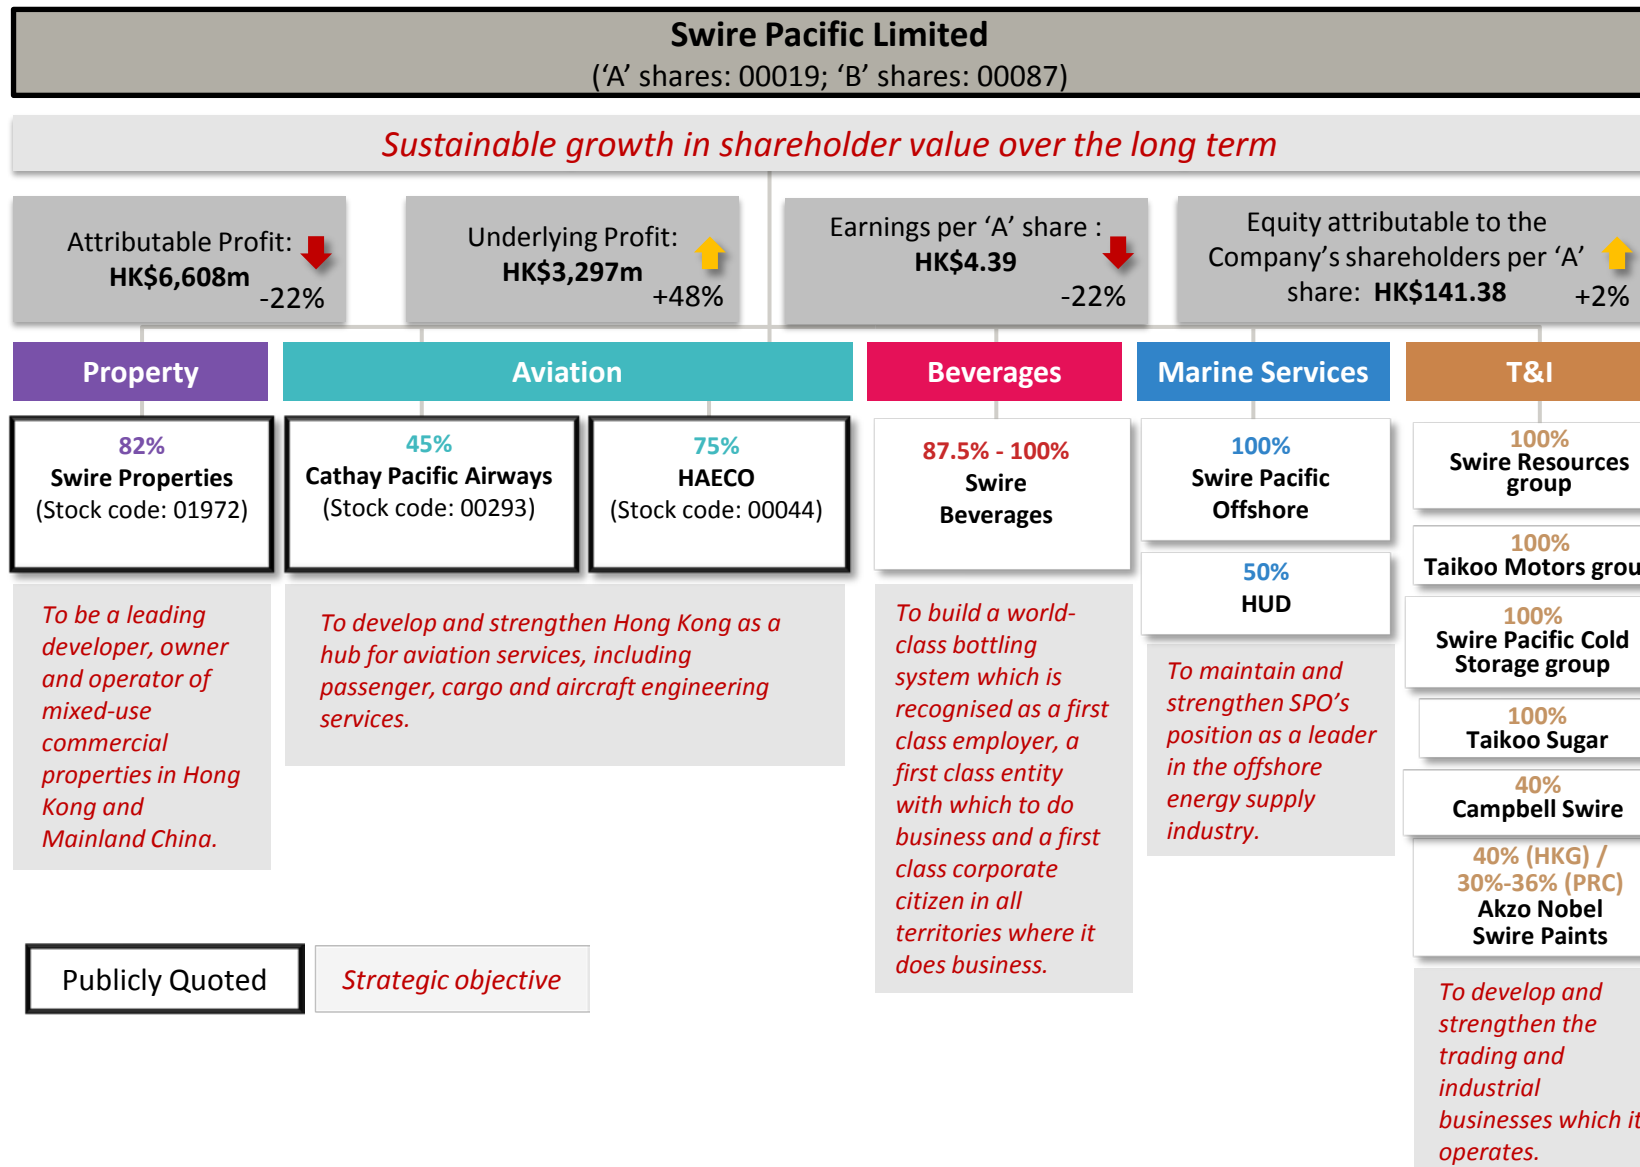 Swire Pacific Limited
(‘A’ shares: 00019; ‘B’ shares: 00087)
Sustainable growth in shareholder value over the long term
Attributable Profit:
HK$6,608m
-22%
Underlying Profit:
HK$3,297m
+48%
Earnings per ‘A’ share :
HK$4.39
-22%
Equity attributable to the
Company’s shareholders per ‘A’
share: HK$141.38
+2%
Property
Aviation
Beverages
Marine Services
T&I
82%
Swire Properties
(Stock code: 01972)
45%
Cathay Pacific Airways
(Stock code: 00293)
75%
HAECO
(Stock code: 00044)
87.5% - 100%
Swire
Beverages
100%
Swire Pacific
Offshore
50%
HUD
100%
Swire Resources
group
100%
Taikoo Motors grou
100%
Swire Pacific Cold
Storage group
100%
Taikoo Sugar
40%
Campbell Swire
40% (HKG) /
30%-36% (PRC)
Akzo Nobel
Swire Paints
To be a leading
developer, owner
and operator of
mixed-use
commercial
properties in Hong
Kong and
Mainland China.
To develop and strengthen Hong Kong as a
hub for aviation services, including
passenger, cargo and aircraft engineering
services.
To build a world-
class bottling
system which is
recognised as a first
class employer, a
first class entity
with which to do
business and a first
class corporate
citizen in all
territories where it
does business.
To maintain and
strengthen SPO’s
position as a leader
in the offshore
energy supply
industry.
To develop and
strengthen the
trading and
industrial
businesses which it
operates.
Publicly Quoted
Strategic objective